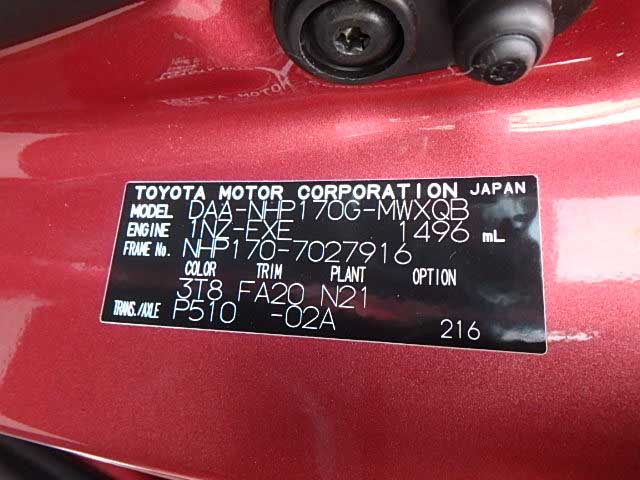 TOYOTA MOTOR CORPORATION JAPAN
MODEL DAA-NHP170G-MWXQB
ENGINE 1NZ-EXE 1496 mL
FRAME No. NHP170-7027916
COLOR TRIM PLANT OPTION
3T8 FA20 N21
TRANS./AXLE P510 -02A
216